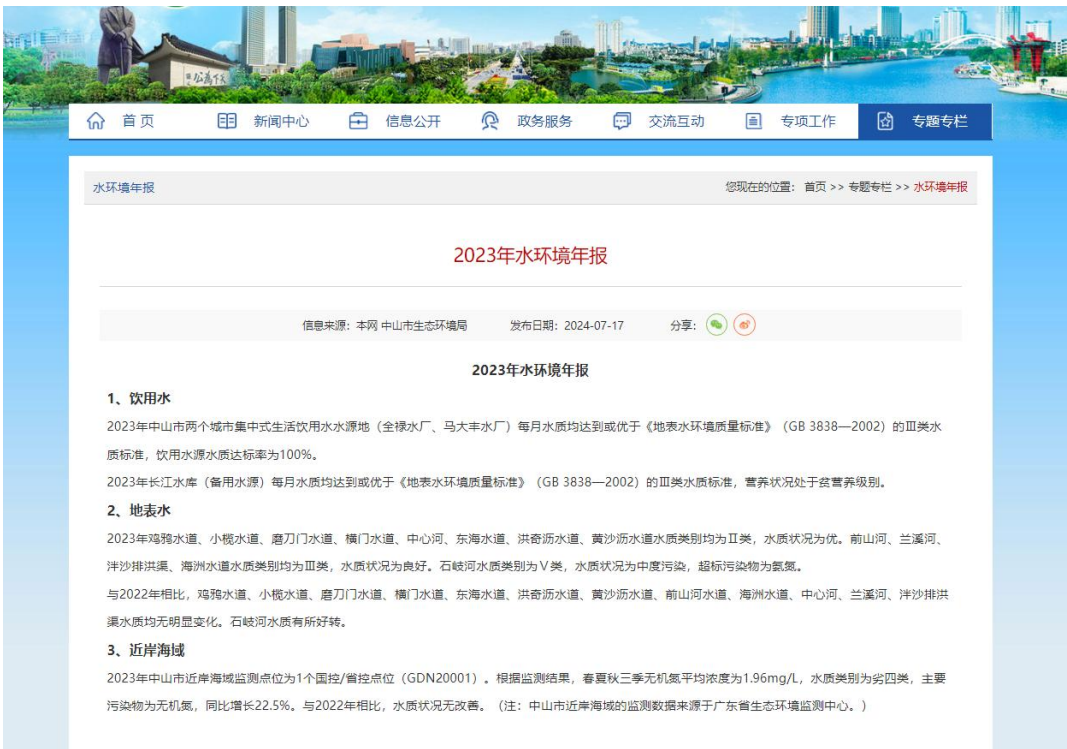 首页 新闻中心 信息公开 政务服务 交流互动 专项工作 专题专栏
水环境年报 您现在的位置： 首页 >> 专题专栏 >> 水环境年报
2023年水环境年报
信息来源：本网 中山市生态环境局 发布日期：2024-07-17 分享：
2023年水环境年报
1、饮用水
2023年中山市两个城市集中式生活饮用水水源地（全禄水厂、马大丰水厂）每月水质均达到或优于《地表水环境质量标准》（GB 3838—2002）的Ⅲ类水
质标准，饮用水源水质达标率为100%。
2023年长江水库（备用水源）每月水质均达到或优于《地表水环境质量标准》（GB 3838—2002）的Ⅲ类水质标准，营养状况处于贫营养级别。
2、地表水
2023年鸡鸦水道、小榄水道、磨刀门水道、横门水道、中心河、东海水道、洪奇沥水道、黄沙沥水道水质类别均为Ⅱ类，水质状况为优。前山河、兰溪河、
泮沙排洪渠、海洲水道水质类别均为Ⅲ类，水质状况为良好。石岐河水质类别为Ⅴ类，水质状况为中度污染，超标污染物为氨氮。
与2022年相比，鸡鸦水道、小榄水道、磨刀门水道、横门水道、东海水道、洪奇沥水道、黄沙沥水道、前山河水道、海洲水道、中心河、兰溪河、泮沙排洪
渠水质均无明显变化。石岐河水质有所好转。
3、近岸海域
2023年中山市近岸海域监测点位为1个国控/省控点位（GDN20001）。根据监测结果，春夏秋三季无机氮平均浓度为1.96mg/L，水质类别为劣四类，主要
污染物为无机氮，同比增长22.5%。与2022年相比，水质状况无改善。（注：中山市近岸海域的监测数据来源于广东省生态环境监测中心。）